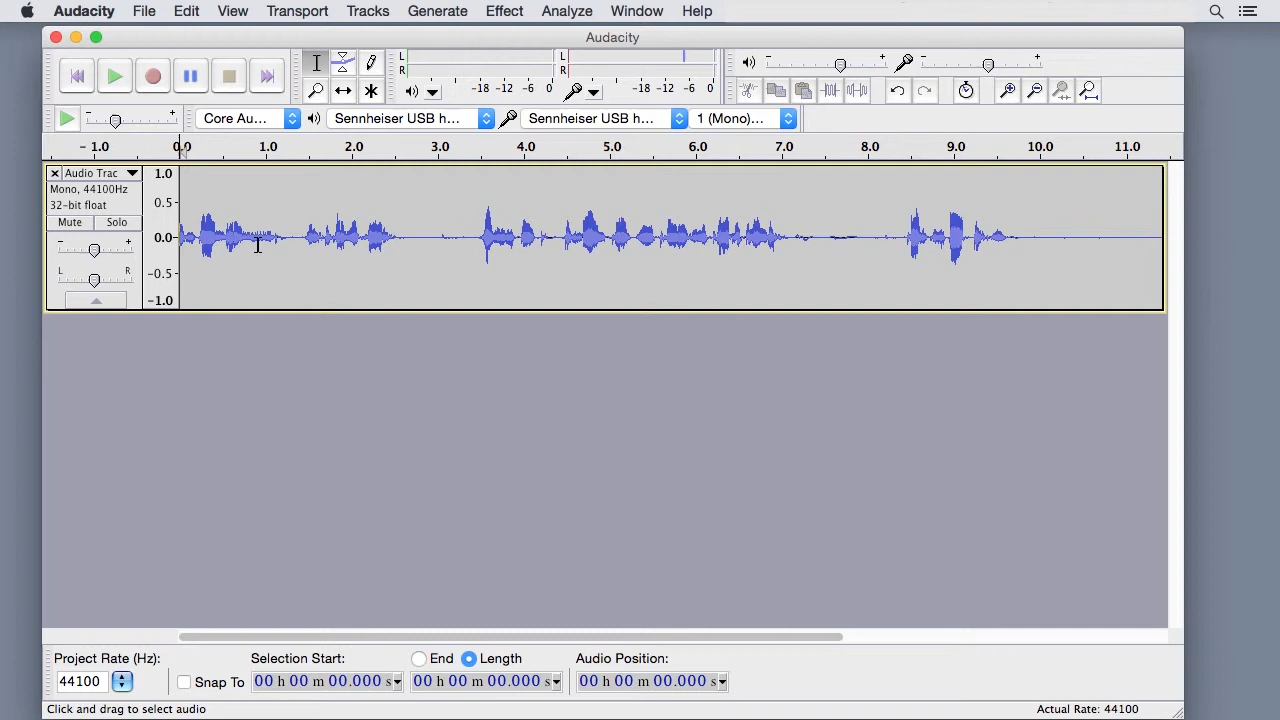 Audacity File Edit View Transport Tracks Generate Effect Analyze Window Help
Audacity
L
R
-18 -12 -6 0
L
R
-18 -12 -6 0
- +
- +
- +
Core Au... Sennheiser USB h... Sennheiser USB h... 1 (Mono)...
- 1.0 0.0 1.0 2.0 3.0 4.0 5.0 6.0 7.0 8.0 9.0 10.0 11.0
Audio Trac
Mono, 44100Hz
32-bit float
Mute Solo
- +
L R
1.0
0.5
0.0
-0.5
-1.0
Project Rate (Hz): Selection Start: End Length Audio Position:
44100 Snap To 00 h 00 m 00.000 s 00 h 00 m 00.000 s 00 h 00 m 00.000 s
Click and drag to select audio Actual Rate: 44100